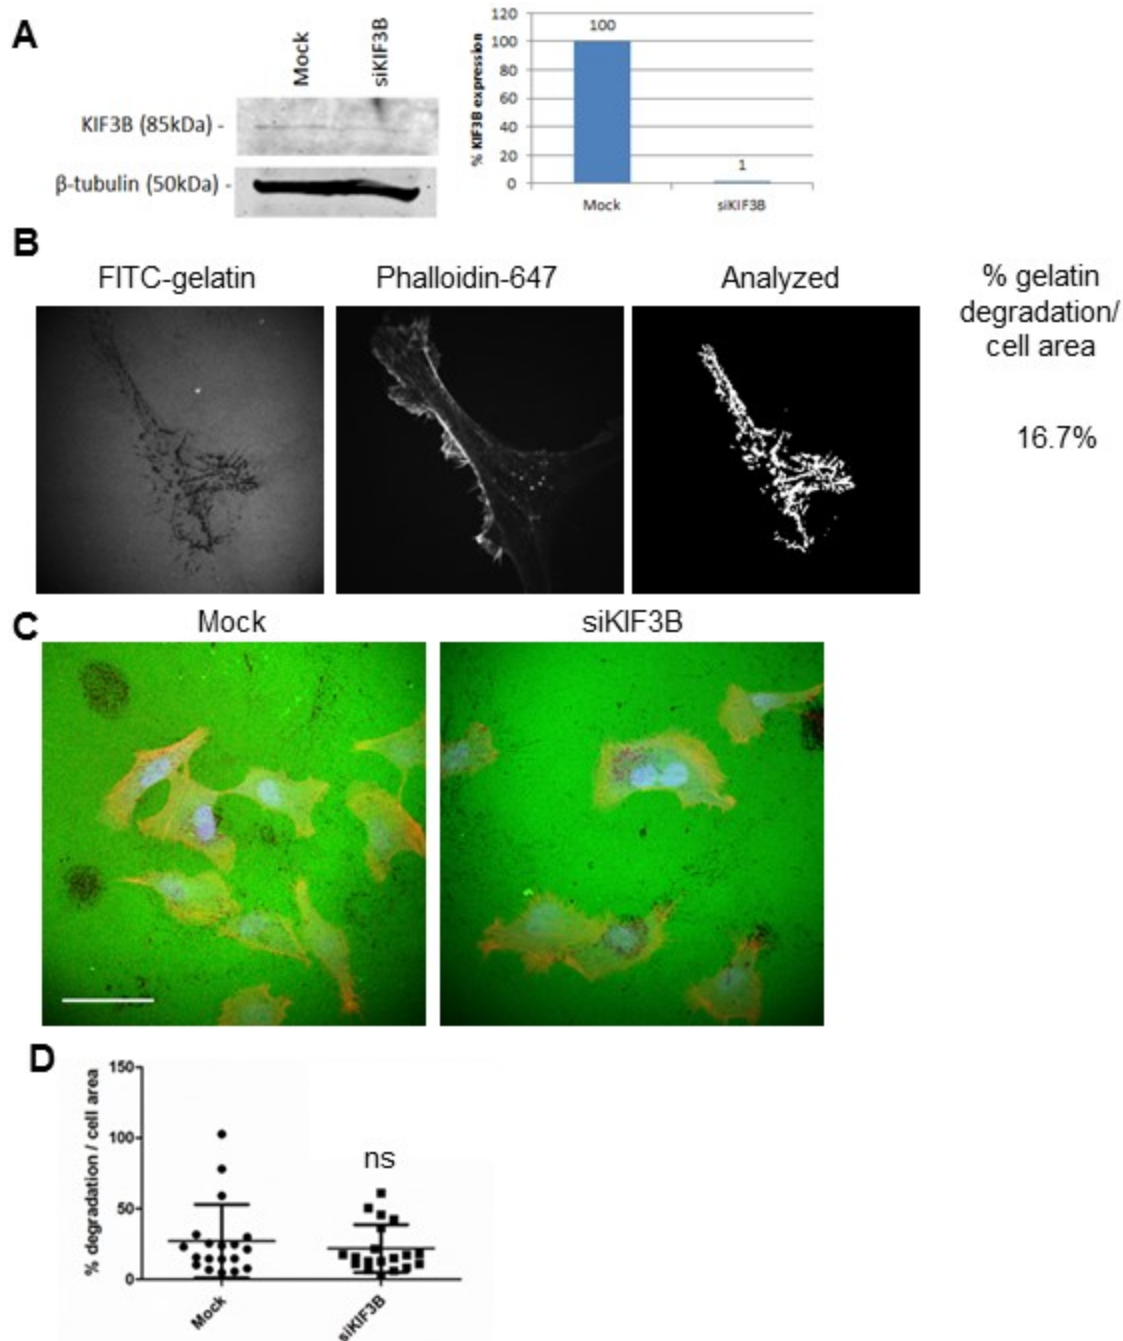 A
Mock
siKIF3B
KIF3B (85kDa) -
β-tubulin (50kDa) -
% KIF3B expression
120
100
80
60
40
20
0
100
1
Mock
siKIF3B
B
FITC-gelatin
Phalloidin-647
Analyzed
% gelatin
degradation/
cell area
16.7%
C
Mock
siKIF3B
D
% degradation / cell area
150
100
50
0
ns
Mock
siKIF3B